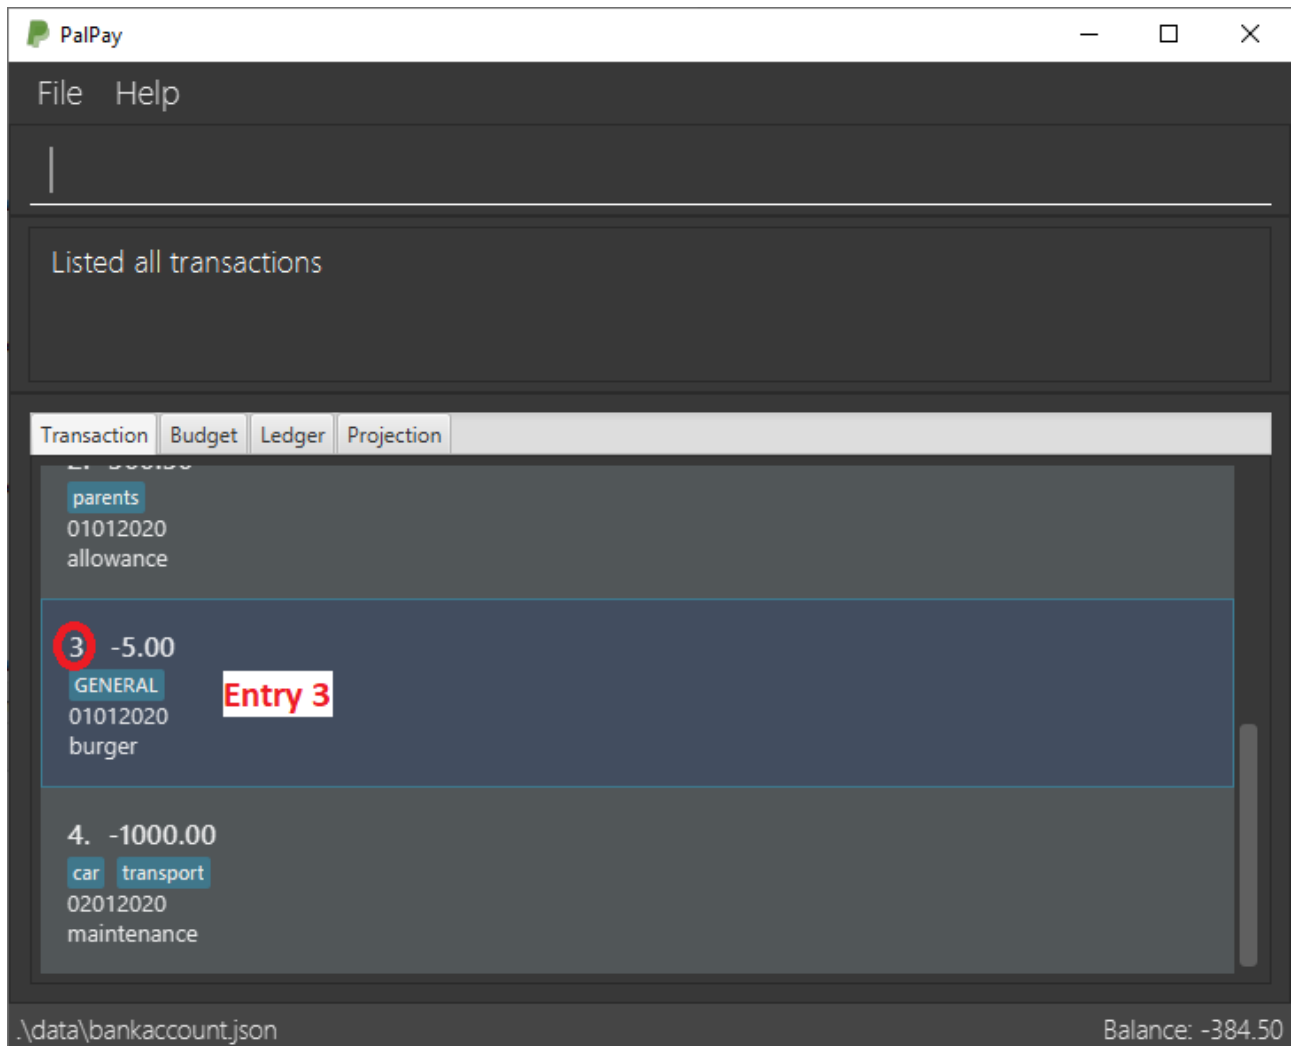 PalPay
File Help
Listed all transactions
Transaction Budget Ledger Projection
parents
01012020
allowance
3 -5.00
GENERAL
Entry 3
01012020
burger
4. -1000.00
car transport
02012020
maintenance
.\data\bankaccount.json
Balance: -384.50